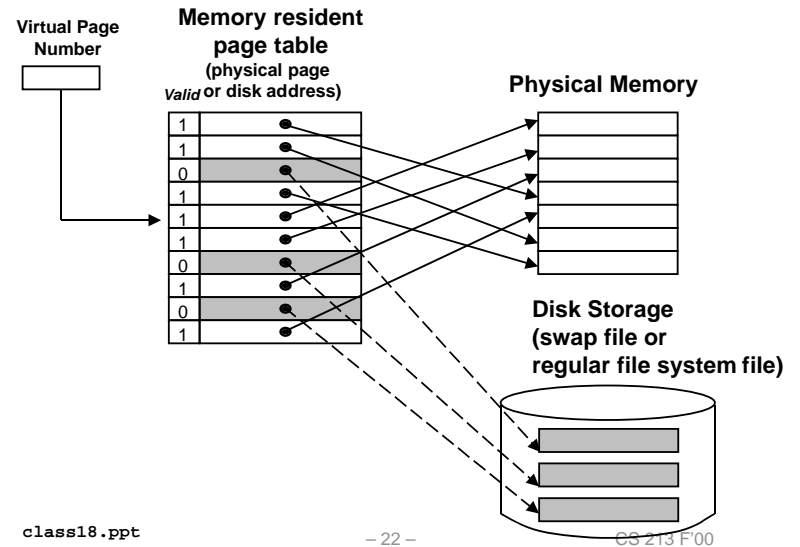 Virtual Page
Number
Memory resident
page table
(physical page
or disk address)
Valid
Physical Memory
1
1
0
1
1
1
0
1
0
1
Disk Storage
(swap file or
regular file system file)
class18.ppt
– 22 –
CS 213 F'00